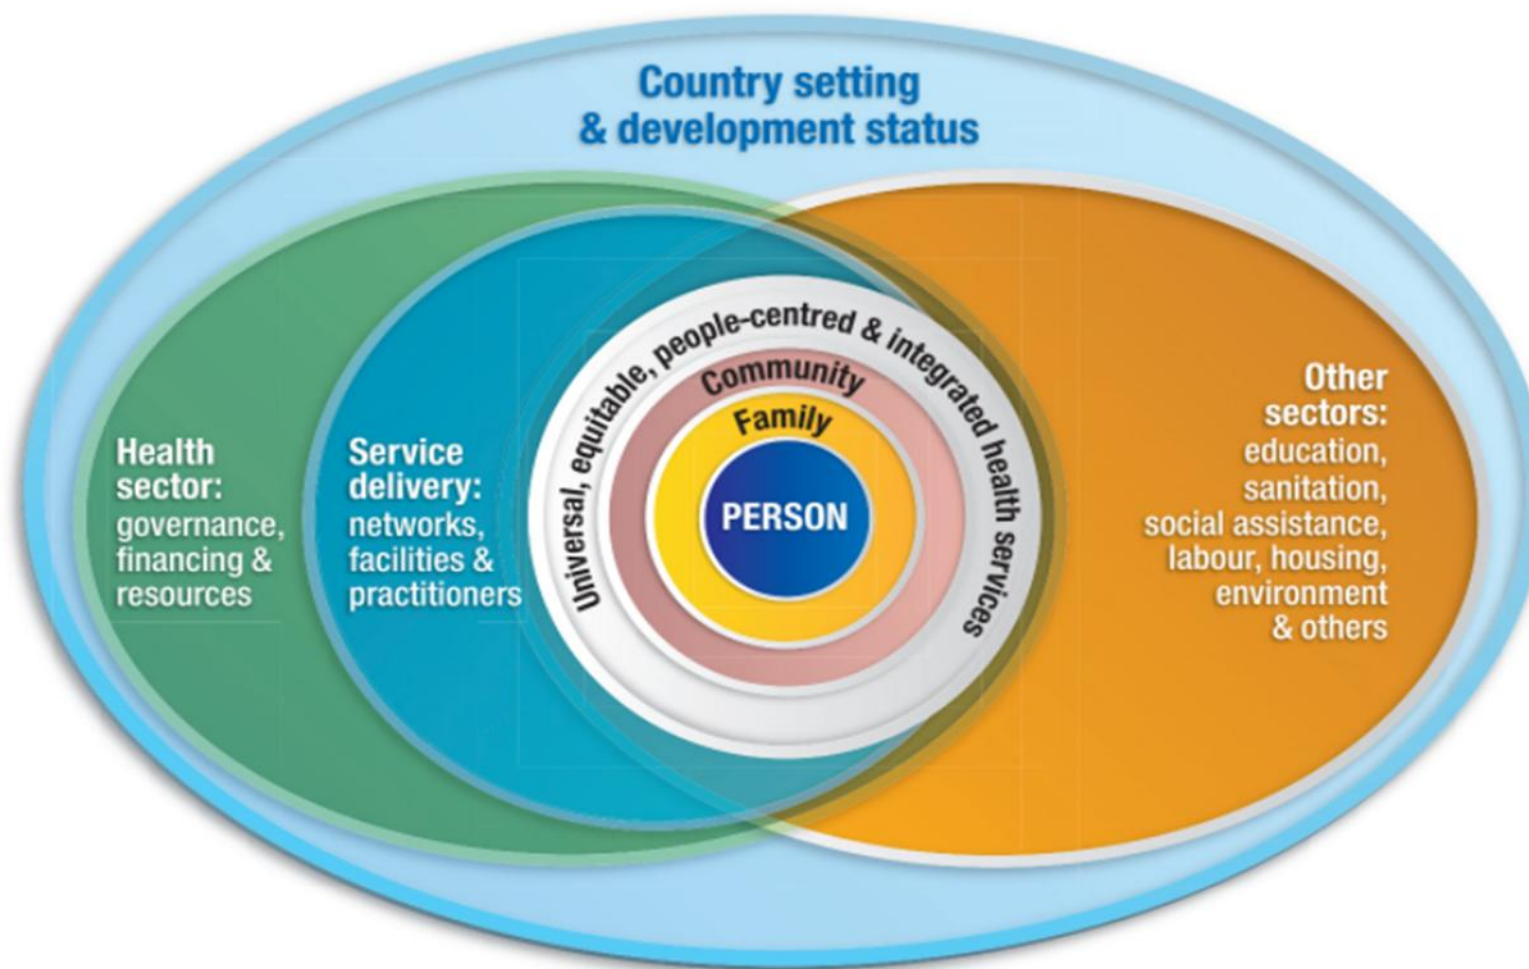 Country setting
& development status
Health
sector:
governance,
financing &
resources
Service
delivery:
networks,
facilities &
practitioners
Universal, equitable, people-centred & integrated health services
Community
Family
PERSON
Other
sectors:
education,
sanitation,
social assistance,
labour, housing,
environment
& others